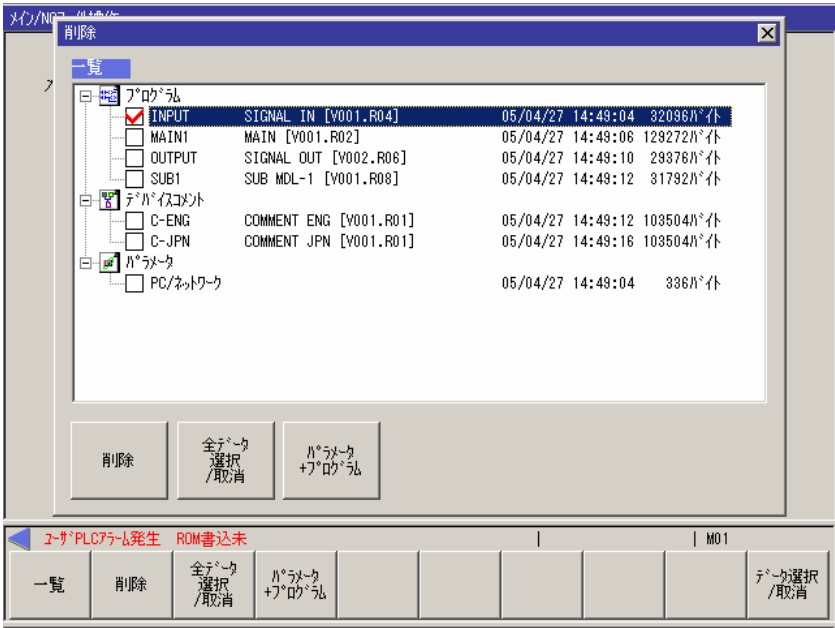 削除
一覧
ﾌﾟﾛｸﾞﾗﾑ
INPUT SIGNAL IN [V001.R04] 05/04/27 14:49:04 32096ﾊﾞｲﾄ
MAIN1 MAIN [V001.R02] 05/04/27 14:49:06 129272ﾊﾞｲﾄ
OUTPUT SIGNAL OUT [V002.R06] 05/04/27 14:49:10 29376ﾊﾞｲﾄ
SUB1 SUB MDL-1 [V001.R08] 05/04/27 14:49:12 31792ﾊﾞｲﾄ
ﾃﾞﾊﾞｲｽｺﾒﾝﾄ
C-ENG COMMENT ENG [V001.R01] 05/04/27 14:49:12 103504ﾊﾞｲﾄ
C-JPN COMMENT JPN [V001.R01] 05/04/27 14:49:16 103504ﾊﾞｲﾄ
ﾊﾟﾗﾒｰﾀ
PC/ﾈｯﾄﾜｰｸ 05/04/27 14:49:04 336ﾊﾞｲﾄ
削除
全ﾃﾞｰﾀ
選択
/取消
ﾊﾟﾗﾒｰﾀ
+ﾌﾟﾛｸﾞﾗﾑ
ﾕｰｻﾞPLCｱﾗｰﾑ発生 ROM書込未
M01
一覧
削除
全ﾃﾞｰﾀ
選択
/取消
ﾊﾟﾗﾒｰﾀ
+ﾌﾟﾛｸﾞﾗﾑ
ﾃﾞｰﾀ選択
/取消